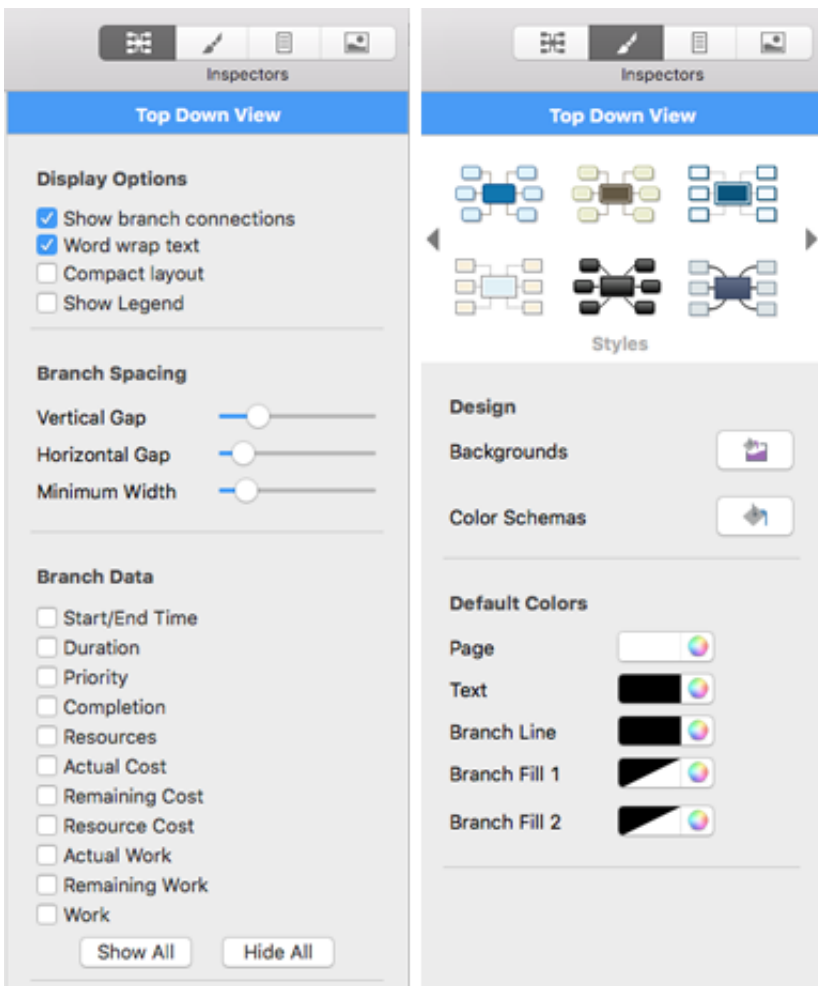 Inspectors
Top Down View
Display Options
Show branch connections
Word wrap text
Compact layout
Show Legend
Branch Spacing
Vertical Gap
Horizontal Gap
Minimum Width
Branch Data
Start/End Time
Duration
Priority
Completion
Resources
Actual Cost
Remaining Cost
Resource Cost
Actual Work
Remaining Work
Work
Show All Hide All
Inspectors
Top Down View
Styles
Design
Backgrounds
Color Schemas
Default Colors
Page
Text
Branch Line
Branch Fill 1
Branch Fill 2